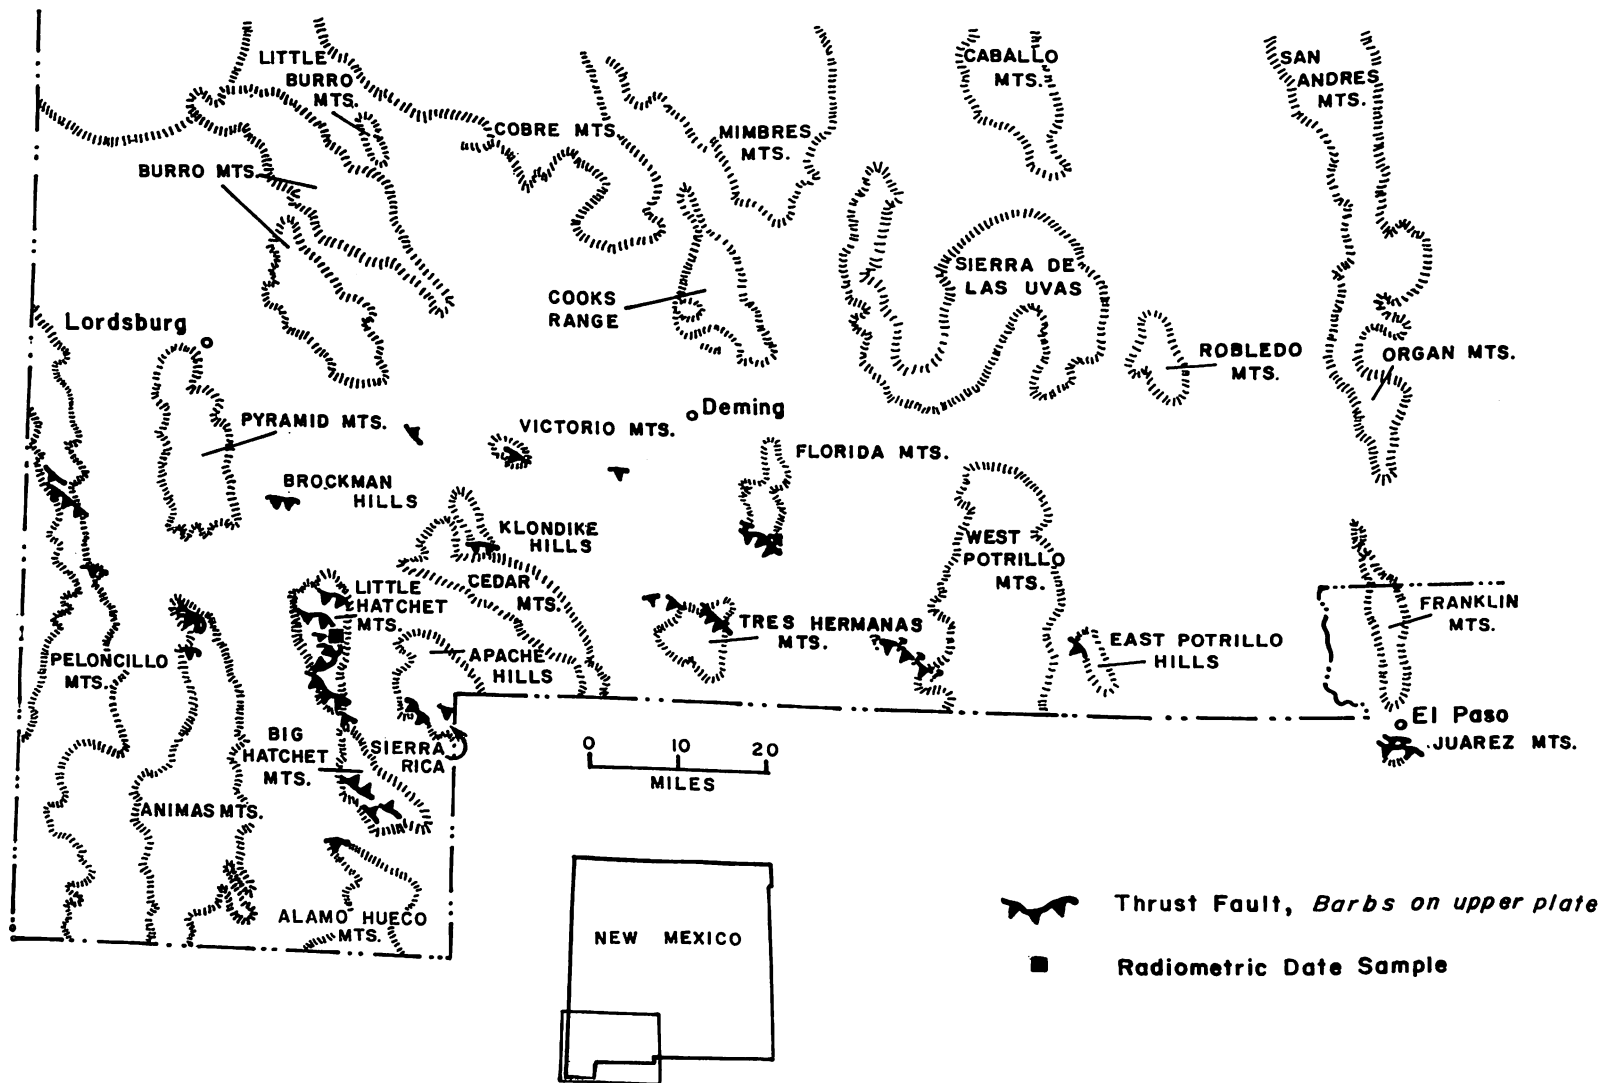 LITTLE
BURRO
MTS.
COBRE MTS.
MIMBRES
MTS.
CABALLO
MTS.
SAN
ANDRES
MTS.
BURRO MTS.
COOKS
RANGE
SIERRA DE
LAS UVAS
Lordsburg
ROBLEDO
MTS.
ORGAN MTS.
PYRAMID MTS.
VICTORIO MTS.
Deming
FLORIDA MTS.
BROCKMAN
HILLS
KLONDIKE
HILLS
WEST
POTRILLO
MTS.
LITTLE
HATCHET
MTS.
CEDAR
MTS.
TRES HERMANAS
MTS.
EAST POTRILLO
HILLS
FRANKLIN
MTS.
PELONCILLO
MTS.
APACHE
HILLS
BIG
HATCHET
MTS.
SIERRA
RICA
El Paso
JUAREZ MTS.
0 10 20
MILES
ANIMAS MTS.
ALAMO HUECO
MTS.
NEW MEXICO
Thrust Fault, Barbs on upper plate
Radiometric Date Sample